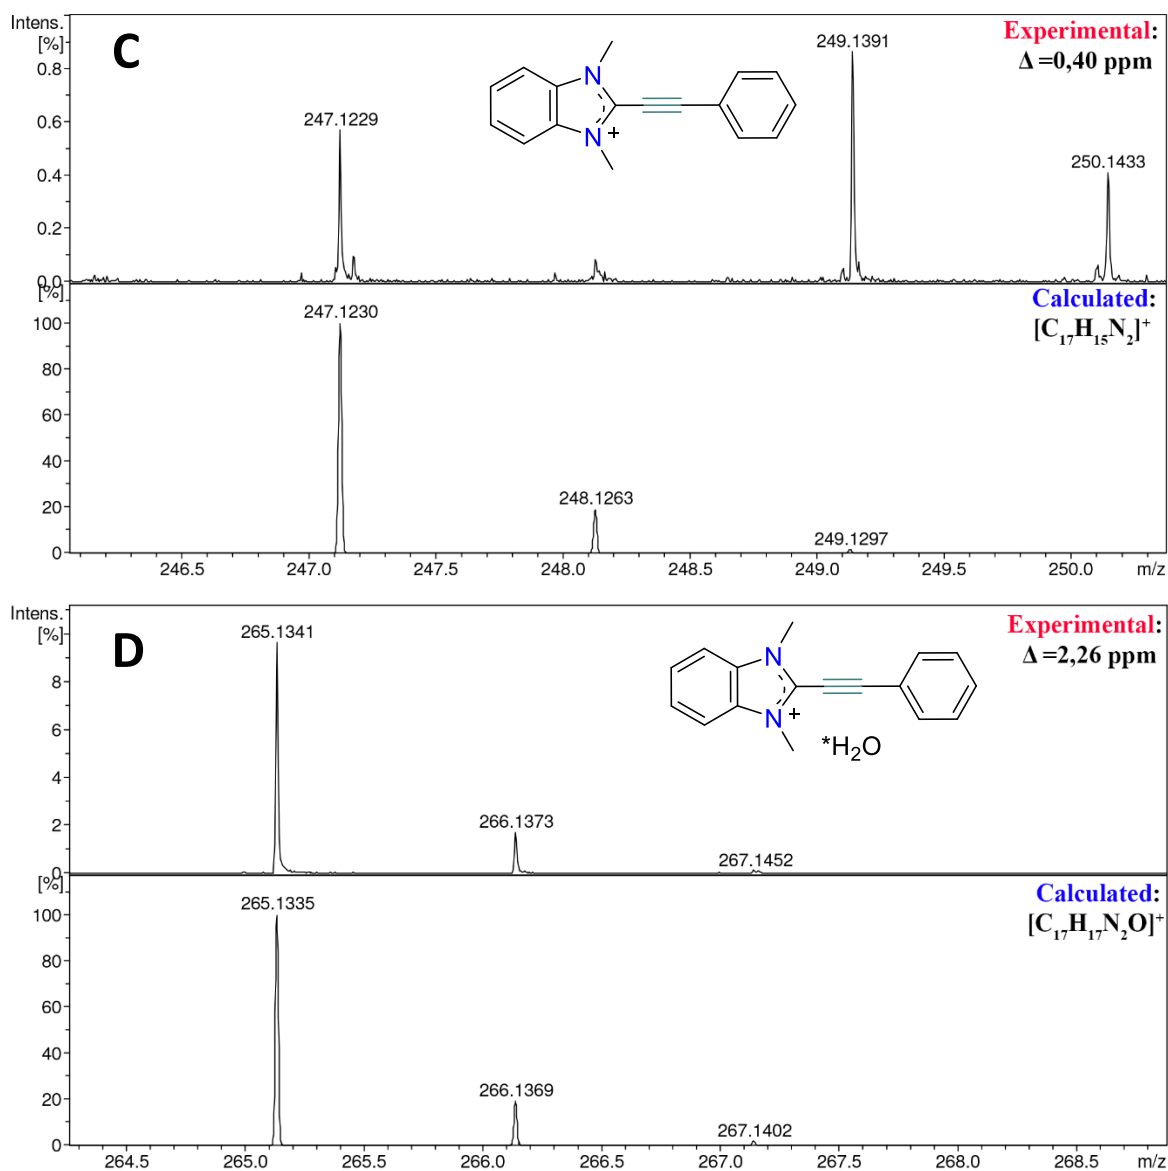 Intens.
[%]
C
Experimental:
Δ =0,40 ppm
249.1391
247.1229
250.1433
N
N
+
0.8
0.6
0.4
0.2
0.0
[%]
Calculated:
[C17H15N2]+
247.1230
248.1263
249.1297
100
80
60
40
20
0
246.5 247.0 247.5 248.0 248.5 249.0 249.5 250.0 m/z
Intens.
[%]
D
Experimental:
Δ =2,26 ppm
265.1341
266.1373
267.1452
N
N
+
*H2O
8
6
4
2
0
[%]
Calculated:
[C17H17N2O]+
265.1335
266.1369
267.1402
100
80
60
40
20
0
264.5 265.0 265.5 266.0 266.5 267.0 267.5 268.0 268.5 m/z